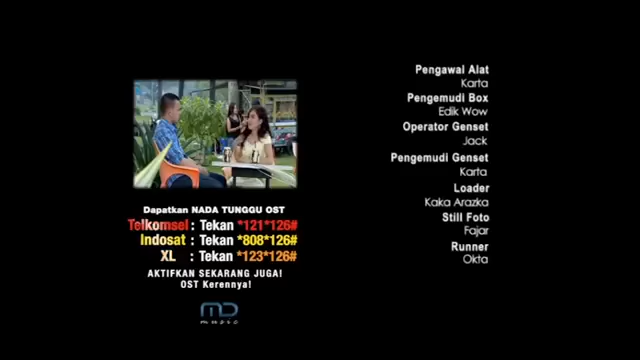 Dapatkan NADA TUNGGU OST
Telkomsel : Tekan *121*126#
Indosat : Tekan *808*126#
XL : Tekan *123*126#
AKTIFKAN SEKARANG JUGA!
OST Kerennya!
MD
music
Pengawal Alat
Karta
Pengemudi Box
Edik Wow
Operator Genset
Jack
Pengemudi Genset
Karta
Loader
Kaka Arazka
Still Foto
Fajar
Runner
Okta